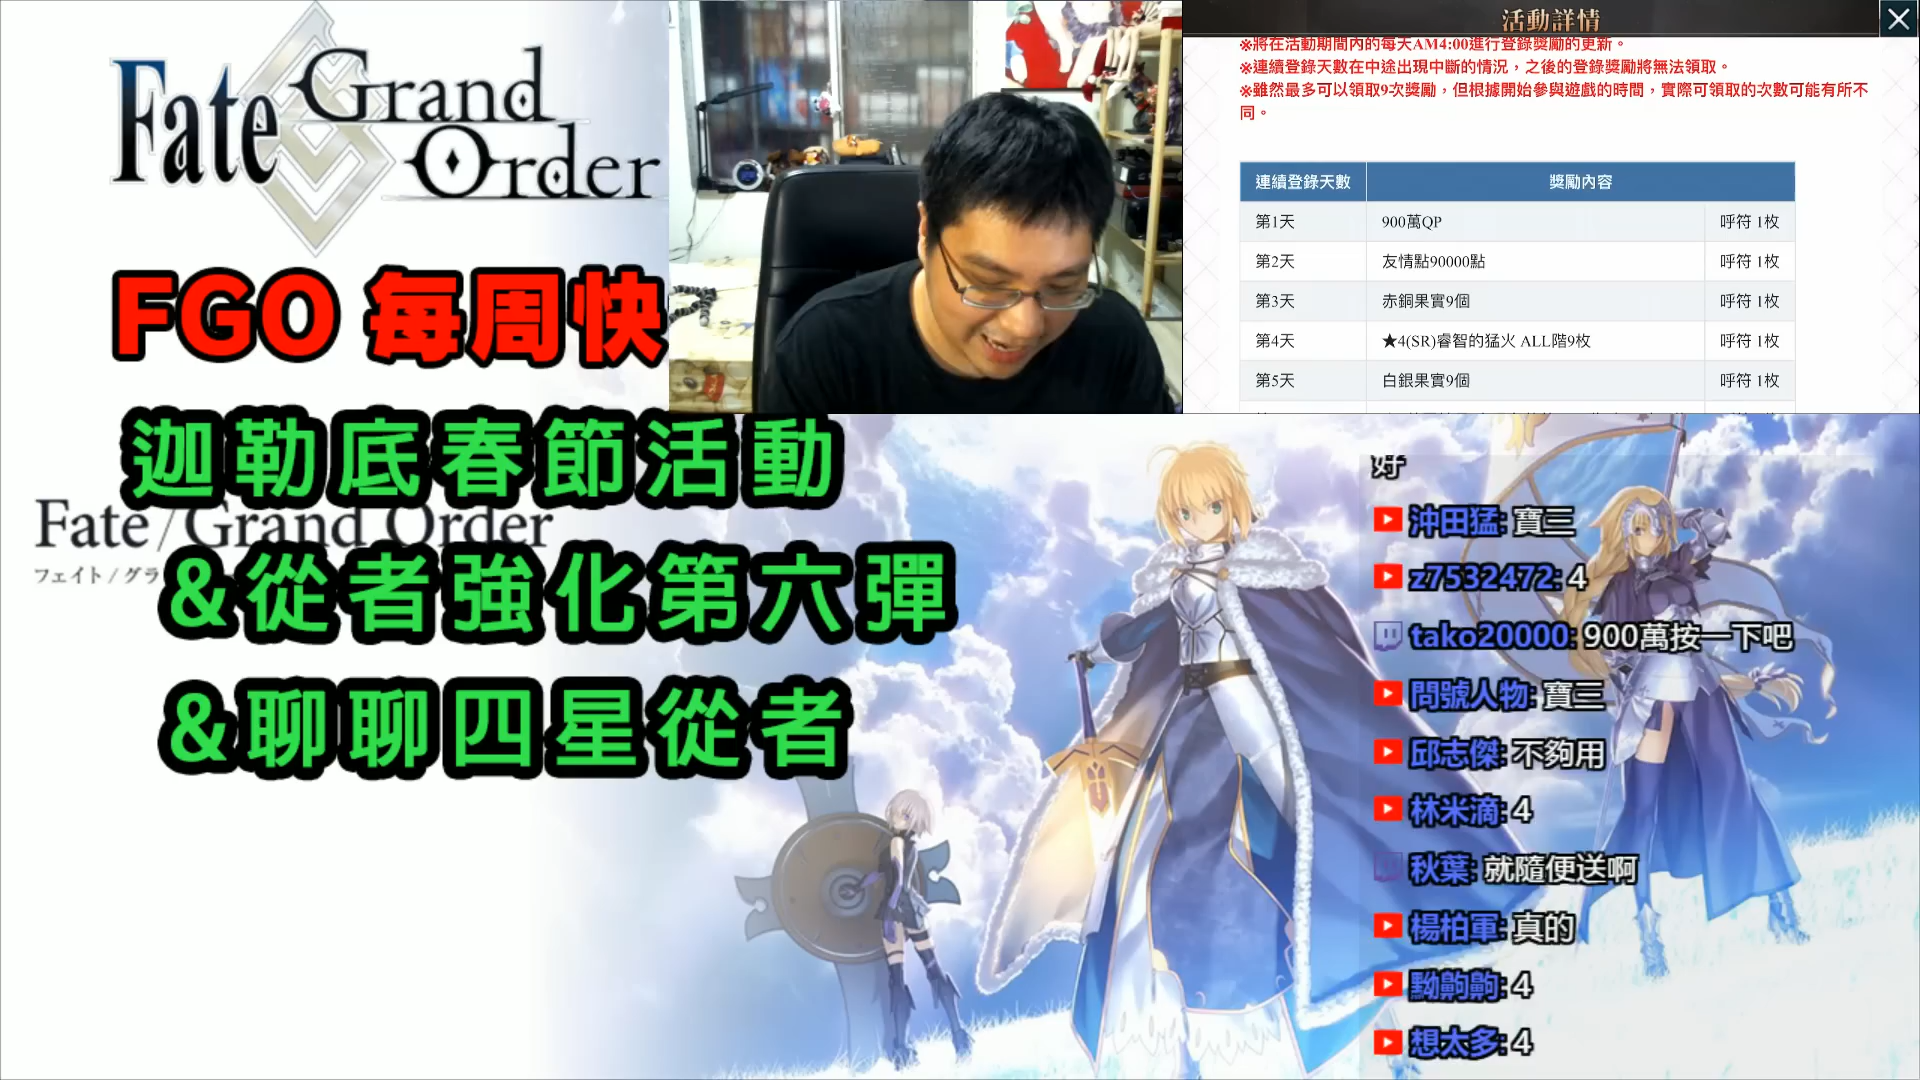 Fate
Grand
Order
FGO 每周快
迦勒底春節活動
Fate/Grand Order
フェイト/グラ
&從者強化第六彈
&聊聊四星從者
活動詳情
※將在活動期間內的每天AM4:00進行登錄獎勵的更新。
※連續登錄天數在中途出現中斷的情況，之後的登錄獎勵將無法領取。
※雖然最多可以領取9次獎勵，但根據開始參與遊戲的時間，實際可領取的次數可能有所不
同。
連續登錄天數 獎勵內容
第1天 900萬QP 呼符 1枚
第2天 友情點90000點 呼符 1枚
第3天 赤銅果實9個 呼符 1枚
第4天 ★4(SR)睿智的猛火 ALL階9枚 呼符 1枚
第5天 白銀果實9個 呼符 1枚
好
沖田猛: 寶三
z7532472: 4
tako20000: 900萬按一下吧
問號人物: 寶三
邱志傑: 不夠用
林米滴: 4
秋葉: 就隨便送啊
楊柏軍: 真的
黝齁齁: 4
想太多: 4